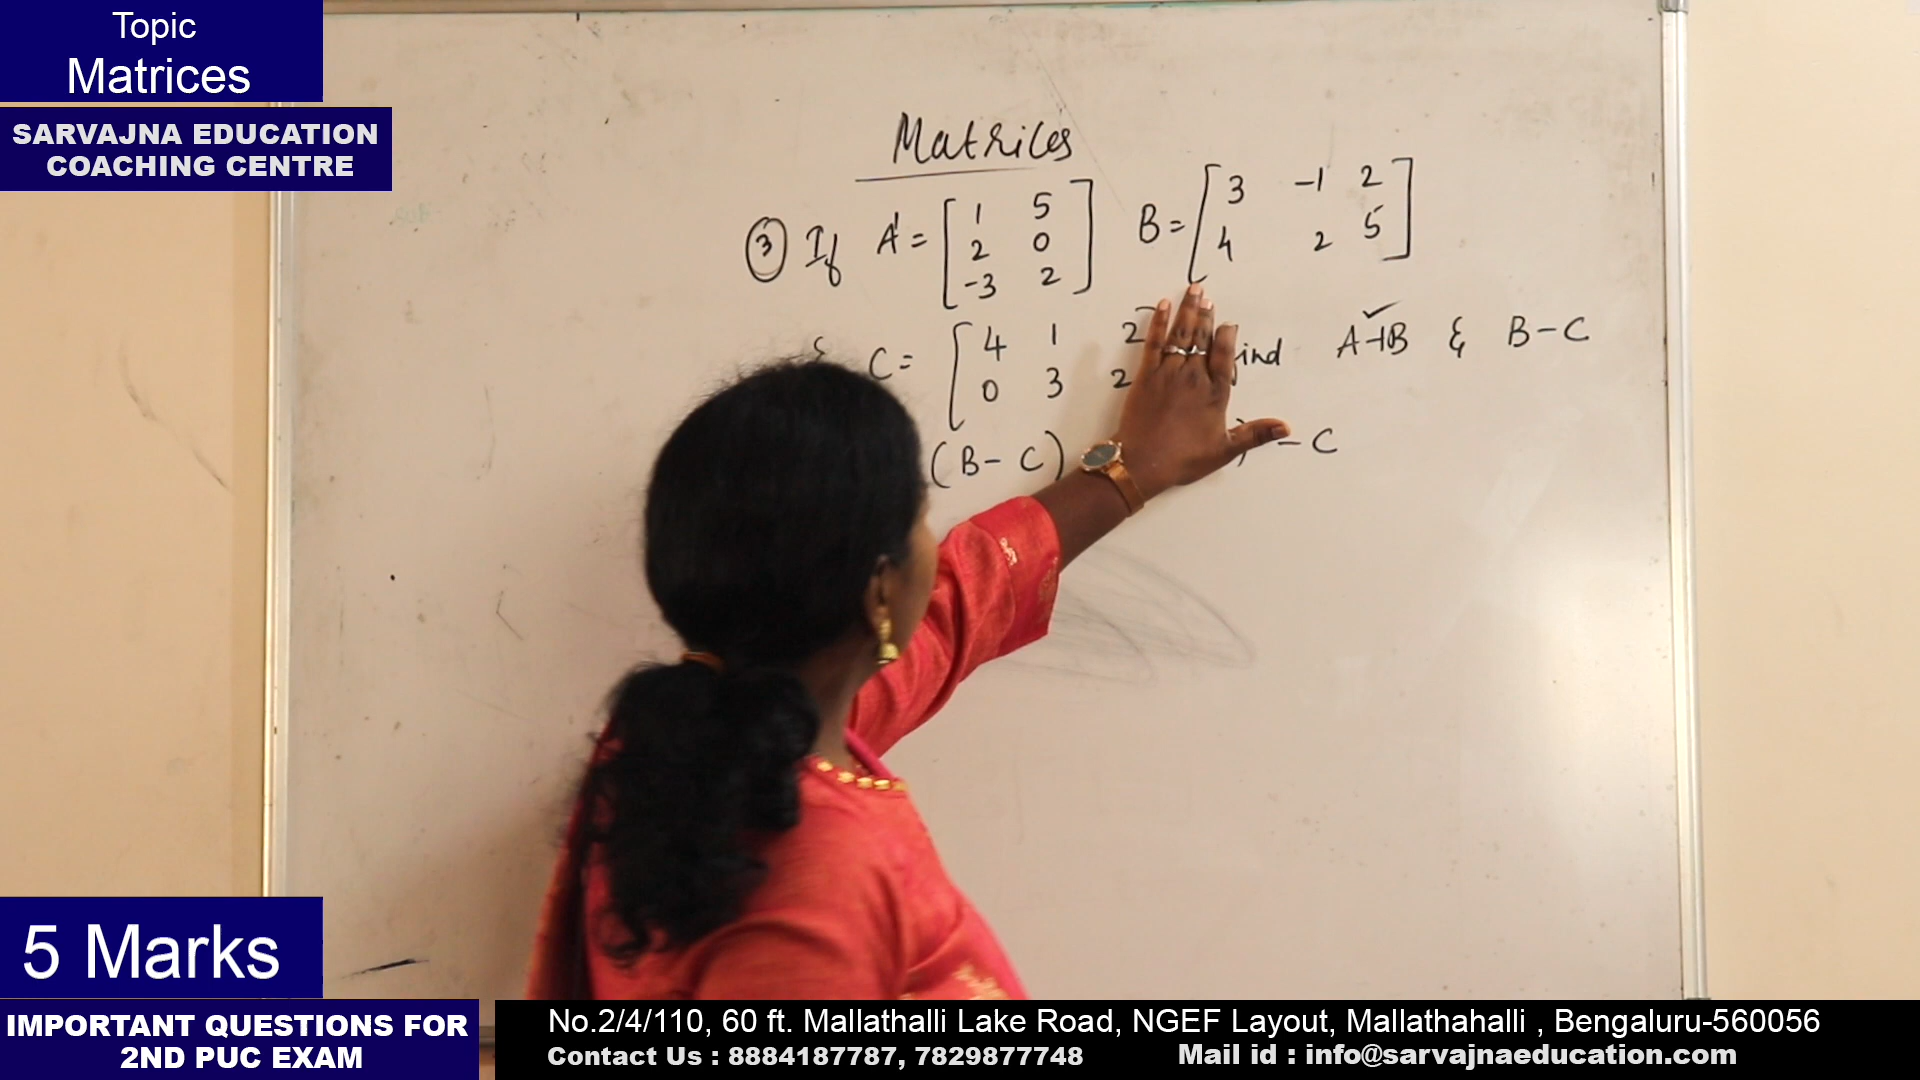 Topic
Matrices
SARVAJNA EDUCATION
COACHING CENTRE
Matrices
③ If A' = [1 5 B = [3 -1 2
2 0 4 2 5]
-3 2]
& C = [4 1 2 find A+B & B-C
0 3 2
(B-C) ) - C
5 Marks
IMPORTANT QUESTIONS FOR
2ND PUC EXAM
No.2/4/110, 60 ft. Mallathalli Lake Road, NGEF Layout, Mallathahalli , Bengaluru-560056
Contact Us : 8884187787, 7829877748 Mail id : info@sarvajnaeducation.com